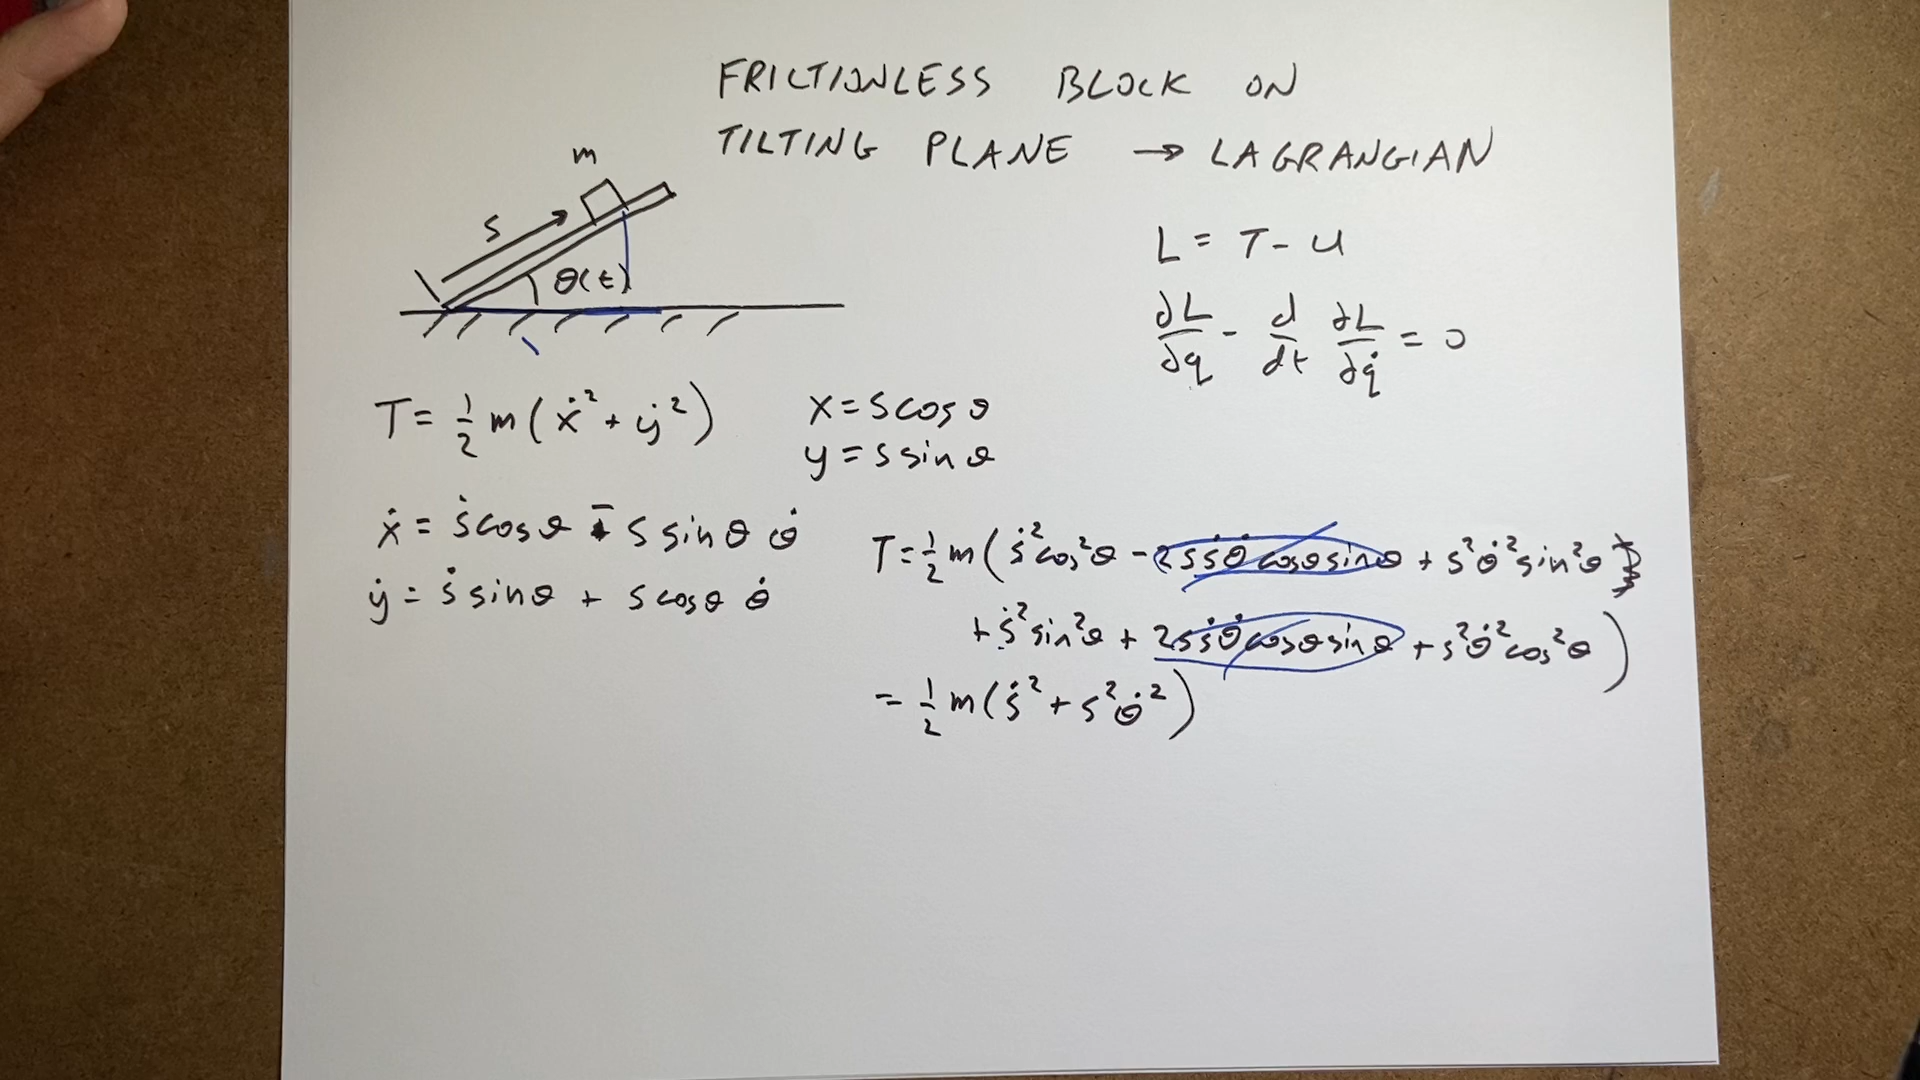 FRICTIONLESS BLOCK ON
TILTING PLANE → LAGRANGIAN
m
S
θ(t)
L = T - U
∂L/∂q - d/dt ∂L/∂q̇ = 0
T = 1/2 m(ẋ² + ẏ²)
x = s cos θ
y = s sin θ
ẋ = ṡ cos θ - s sin θ θ̇
ẏ = ṡ sin θ + s cos θ θ̇
T = 1/2 m(ṡ² cos² θ - 2sṡθ̇ cos θ sin θ + s² θ̇² sin² θ
+ ṡ² sin² θ + 2sṡθ̇ cos θ sin θ + s² θ̇² cos² θ)
= 1/2 m(ṡ² + s² θ̇²)